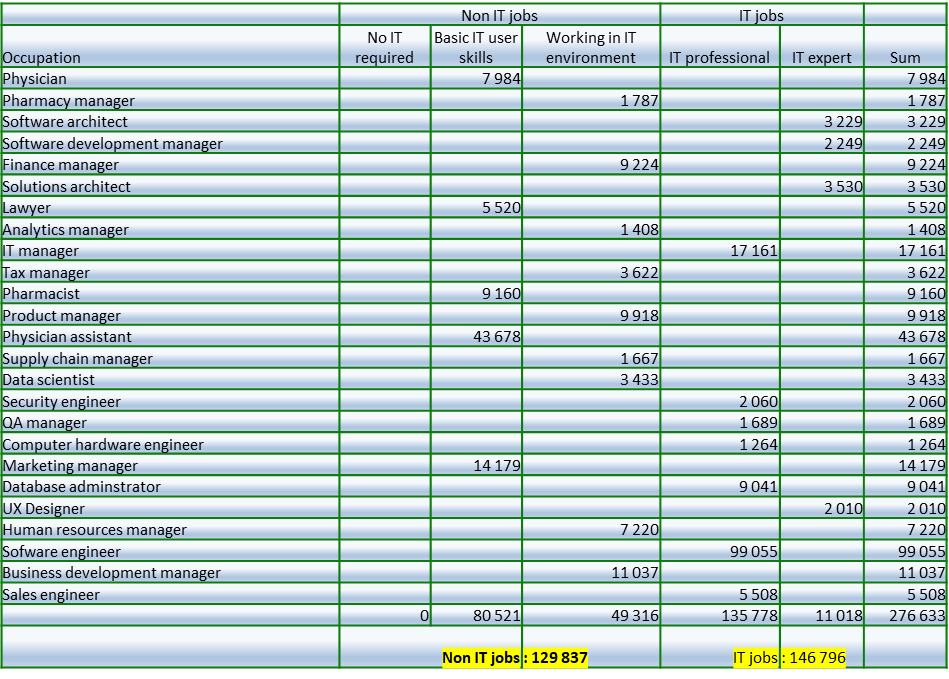 Non IT jobs IT jobs
No IT Basic IT user Working in IT
Occupation required skills environment IT professional IT expert Sum
Physician 7 984 7 984
Pharmacy manager 1 787 1 787
Software architect 3 229 3 229
Software development manager 2 249 2 249
Finance manager 9 224 9 224
Solutions architect 3 530 3 530
Lawyer 5 520 5 520
Analytics manager 1 408 1 408
IT manager 17 161 17 161
Tax manager 3 622 3 622
Pharmacist 9 160 9 160
Product manager 9 918 9 918
Physician assistant 43 678 43 678
Supply chain manager 1 667 1 667
Data scientist 3 433 3 433
Security engineer 2 060 2 060
QA manager 1 689 1 689
Computer hardware engineer 1 264 1 264
Marketing manager 14 179 14 179
Database adminstrator 9 041 9 041
UX Designer 2 010 2 010
Human resources manager 7 220 7 220
Sofware engineer 99 055 99 055
Business development manager 11 037 11 037
Sales engineer 5 508 5 508
0 80 521 49 316 135 778 11 018 276 633
Non IT jobs : 129 837 IT jobs : 146 796